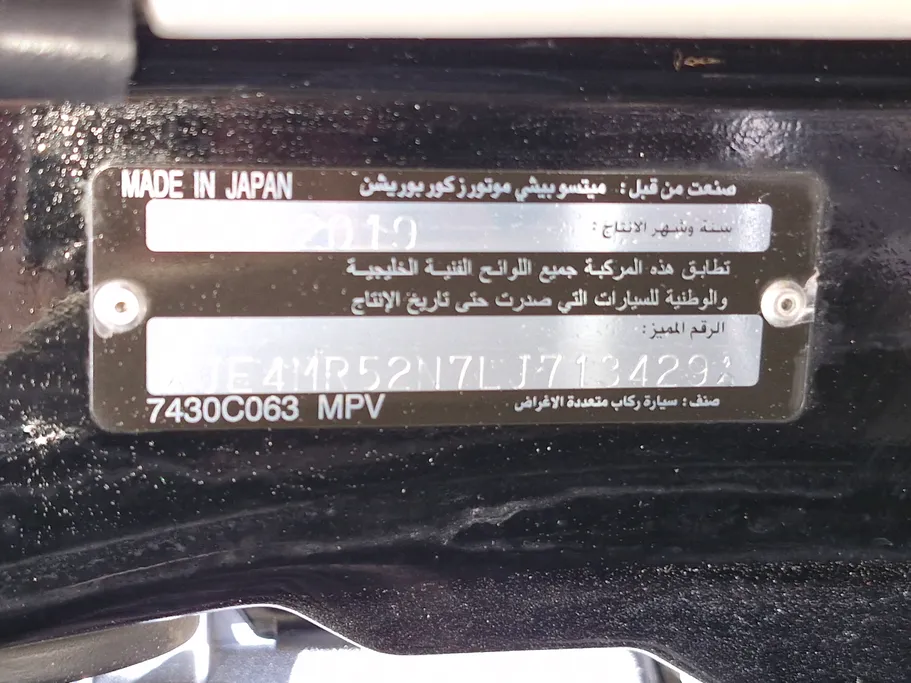 MADE IN JAPAN
صنعت من قبل: ميتسوبيشي موتورز كوربوريشن
سنة وشهر الانتاج: 2019
تطابق هذه المركبة جميع اللوائح الفنية الخليجية
والوطنية للسيارات التي صدرت حتى تاريخ الإنتاج
الرقم المميز:
JE4MR52N7LJ713429
7430C063 MPV
صنف: سيارة ركاب متعددة الاغراض